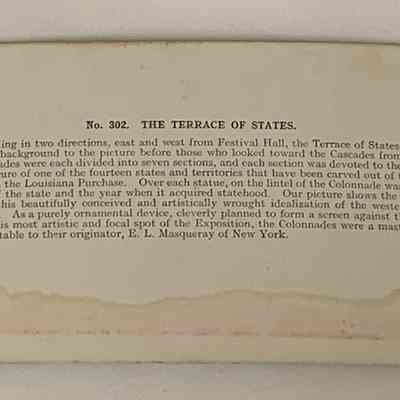 No. 302. THE TERRACE OF STATES.
ing in two directions, east and west from Festival Hall, the Terrace of States
background to the picture before those who looked toward the Cascades from
des were each divided into seven sections, and each section was devoted to the
ure of one of the fourteen states and territories that have been carved out of
the Louisiana Purchase. Over each statue, on the lintel of the Colonnade was
of the state and the year when it acquired statehood. Our picture shows the
his beautifully conceived and artistically wrought idealization of the weste
As a purely ornamental device, cleverly planned to form a screen against th
is most artistic and focal spot of the Exposition, the Colonnades were a mast
table to their originator, E. L. Masqueray of New York.